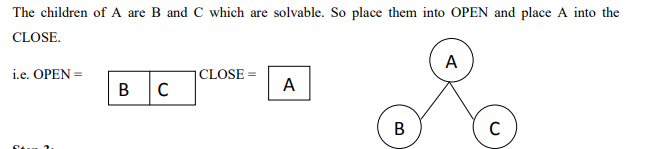 The children of A are B and C which are solvable. So place them into OPEN and place A into the
CLOSE.
i.e. OPEN = B C CLOSE = A
A
B C